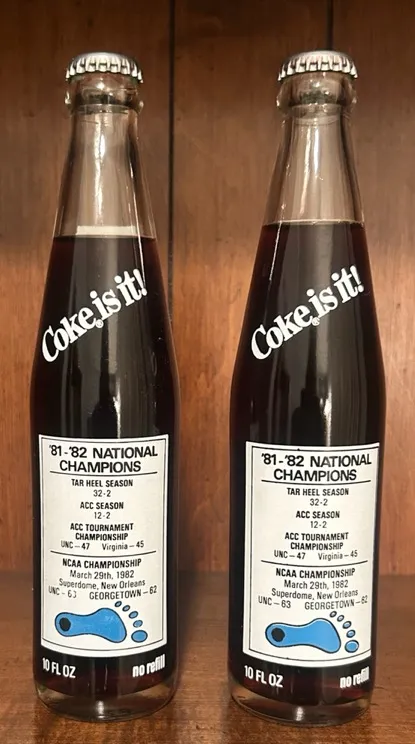 Coke is it!
'81-'82 NATIONAL
CHAMPIONS
TAR HEEL SEASON
32-2
ACC SEASON
12-2
ACC TOURNAMENT
CHAMPIONSHIP
UNC-47 Virginia-45
NCAA CHAMPIONSHIP
March 29th, 1982
Superdome, New Orleans
UNC-63 GEORGETOWN-62
10 FL OZ no refill
Coke is it!
'81-'82 NATIONAL
CHAMPIONS
TAR HEEL SEASON
32-2
ACC SEASON
12-2
ACC TOURNAMENT
CHAMPIONSHIP
UNC-47 Virginia-45
NCAA CHAMPIONSHIP
March 29th, 1982
Superdome, New Orleans
UNC-63 GEORGETOWN-62
10 FL OZ no refill